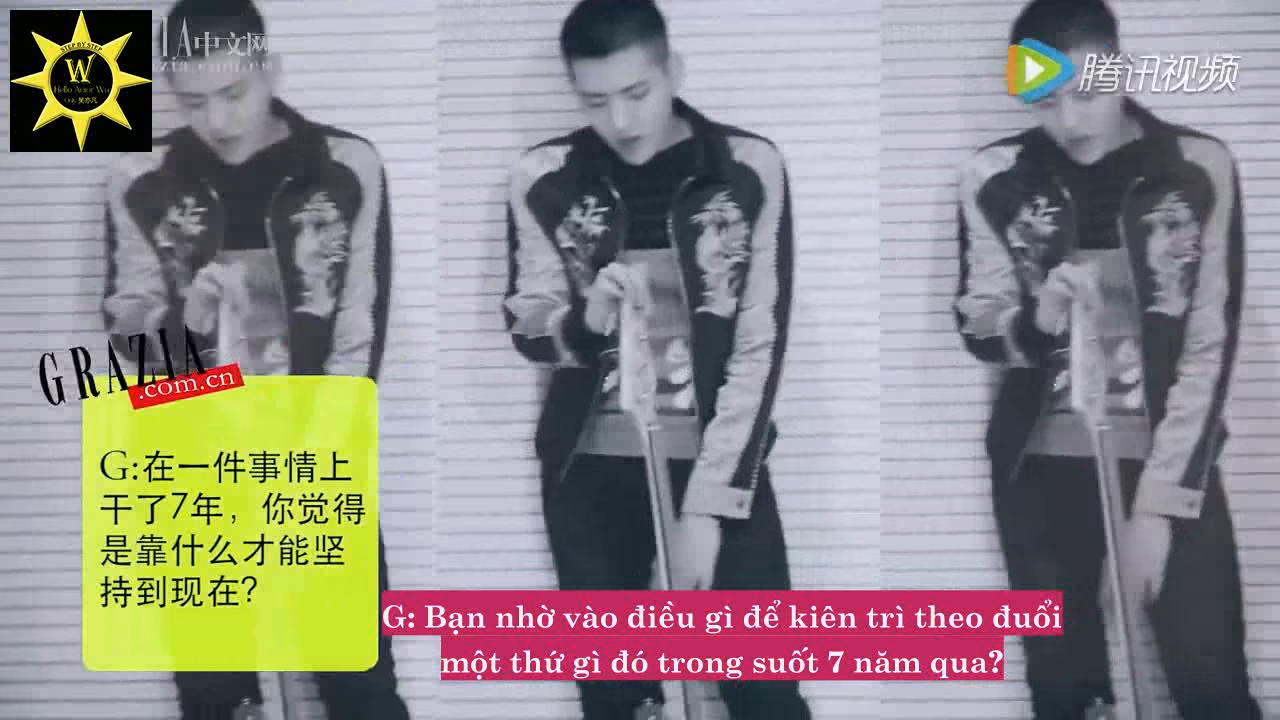 STEP BY STEP
W
Hello Actor Wu
中文网
腾讯视频
GRAZIA
.com.cn
G:在一件事情上
干了7年，你觉得
是靠什么才能坚
持到现在?
G: Bạn nhờ vào điều gì để kiên trì theo đuổi
một thứ gì đó trong suốt 7 năm qua?